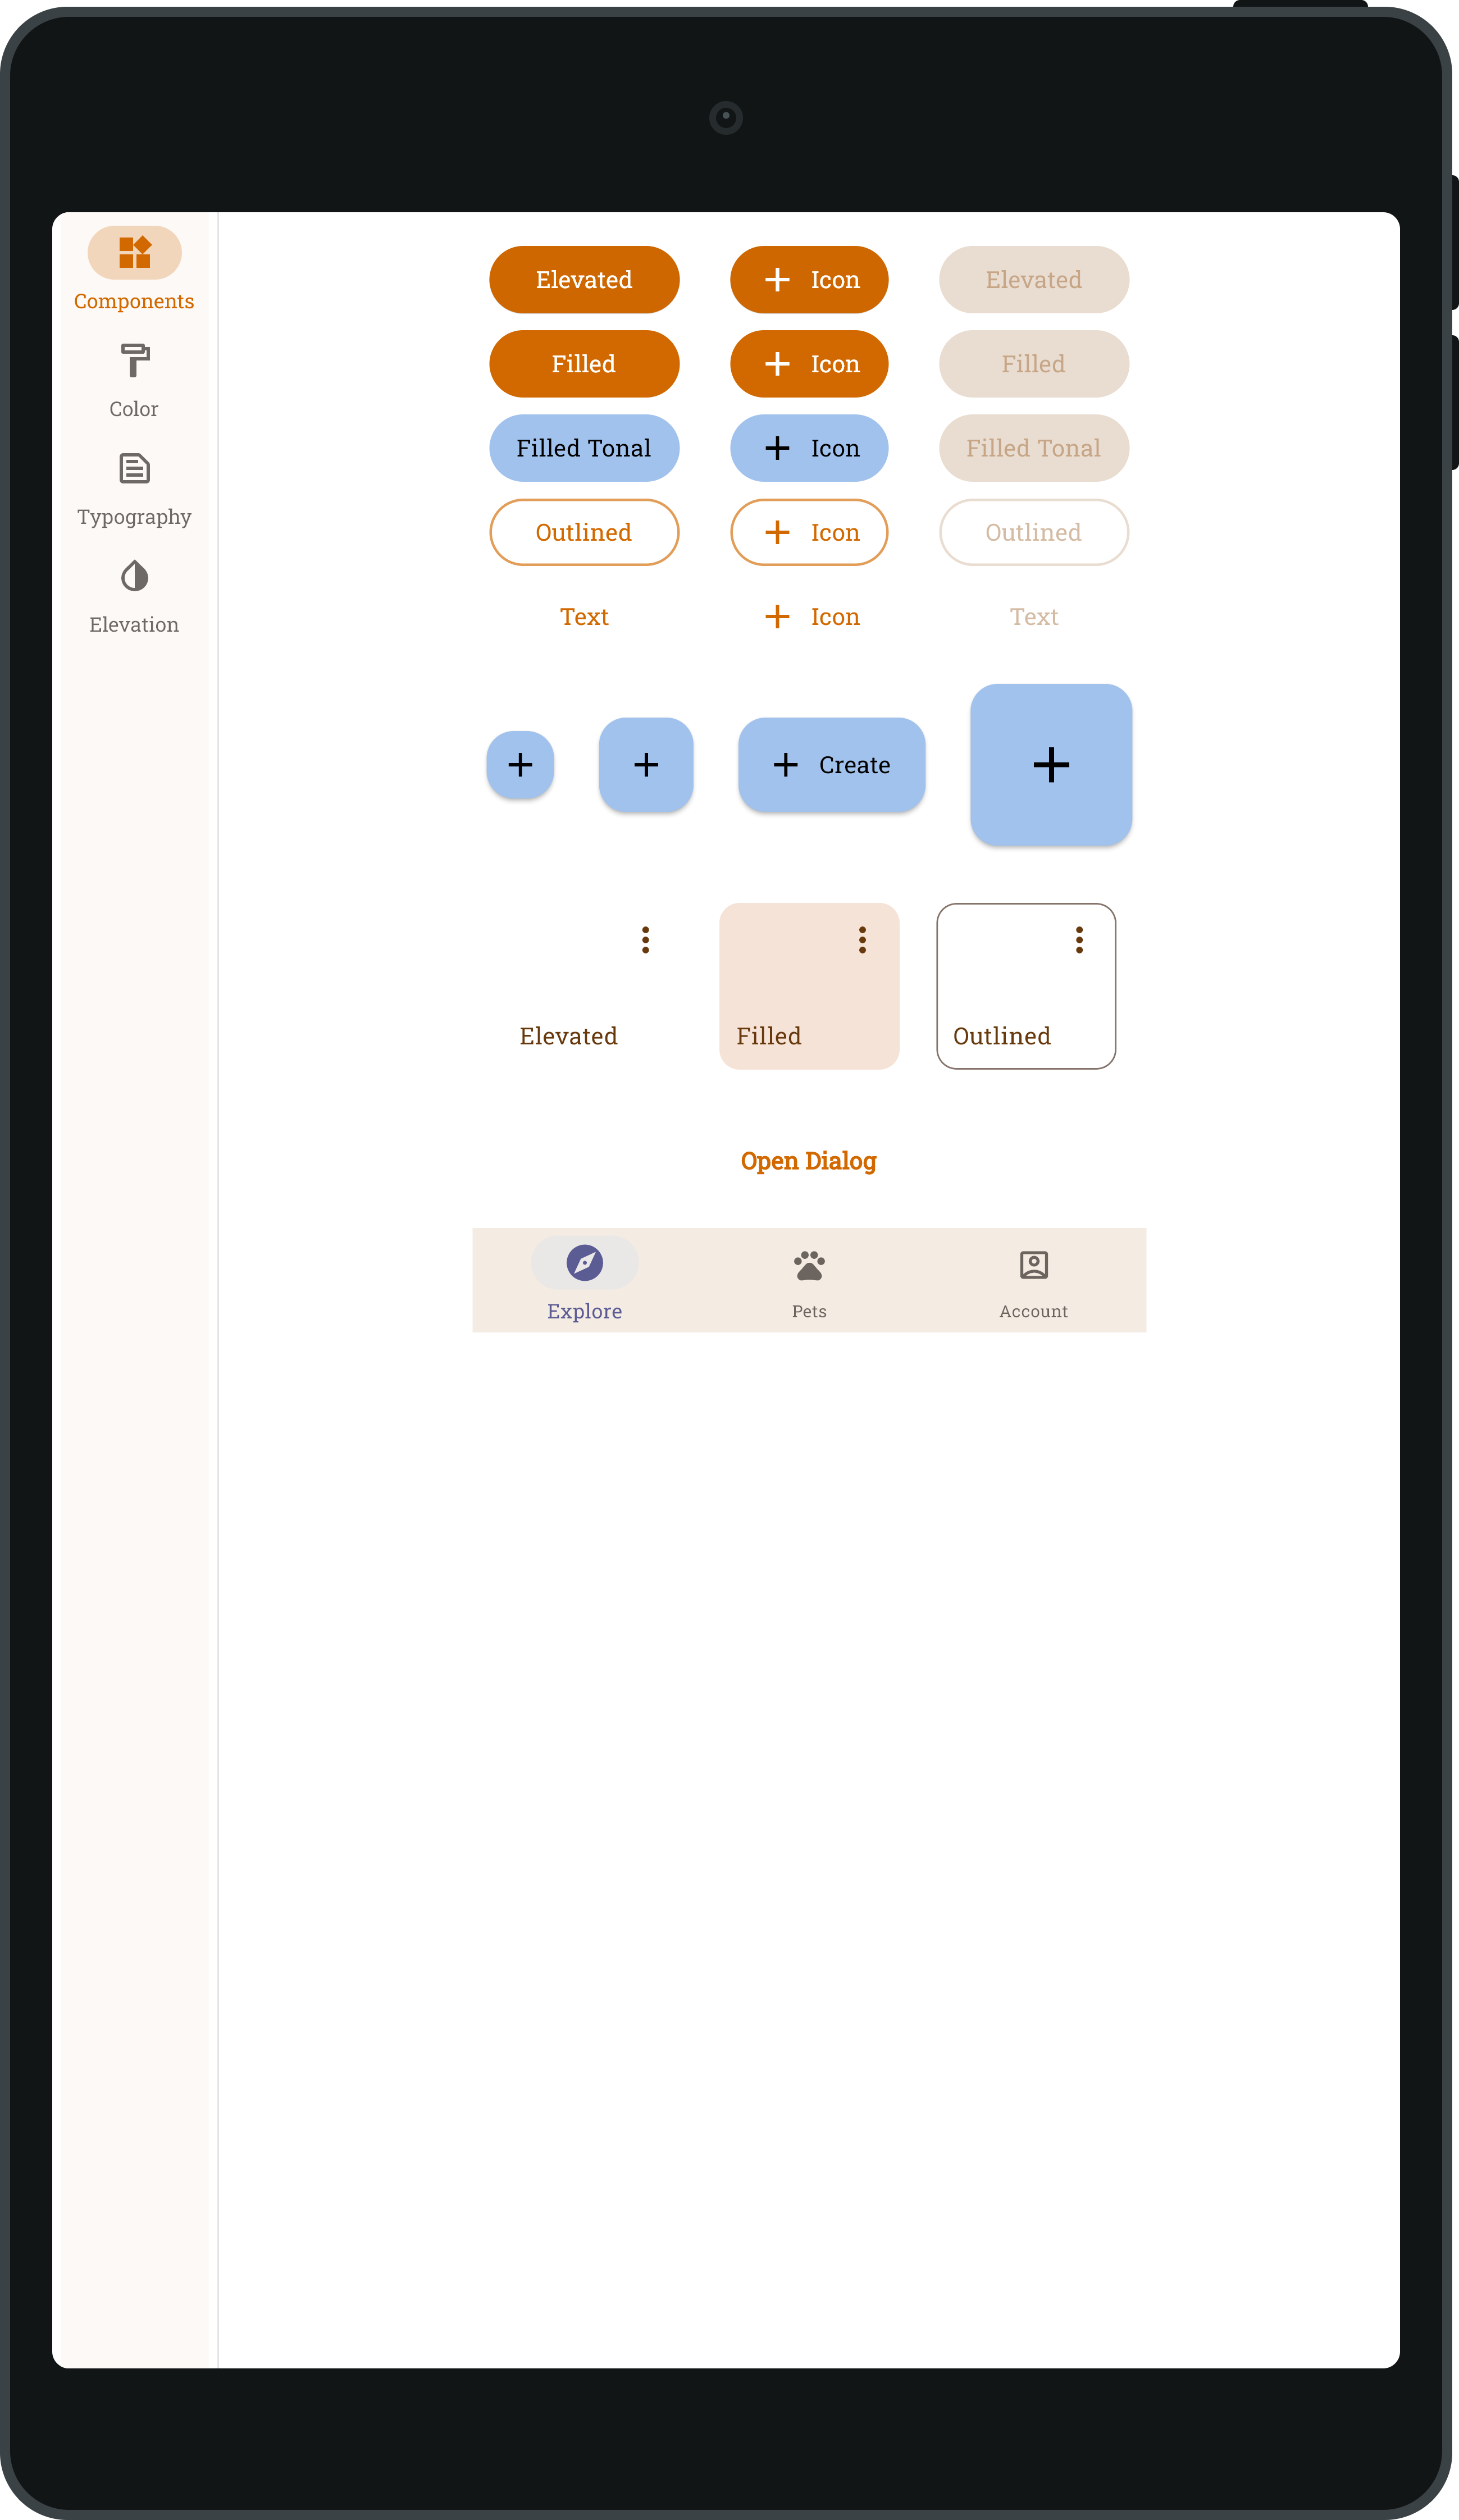 Components
Color
Typography
Elevation
Elevated
Icon
Elevated
Filled
Icon
Filled
Filled Tonal
Icon
Filled Tonal
Outlined
Icon
Outlined
Text
Icon
Text
Create
Elevated
Filled
Outlined
Open Dialog
Explore
Pets
Account